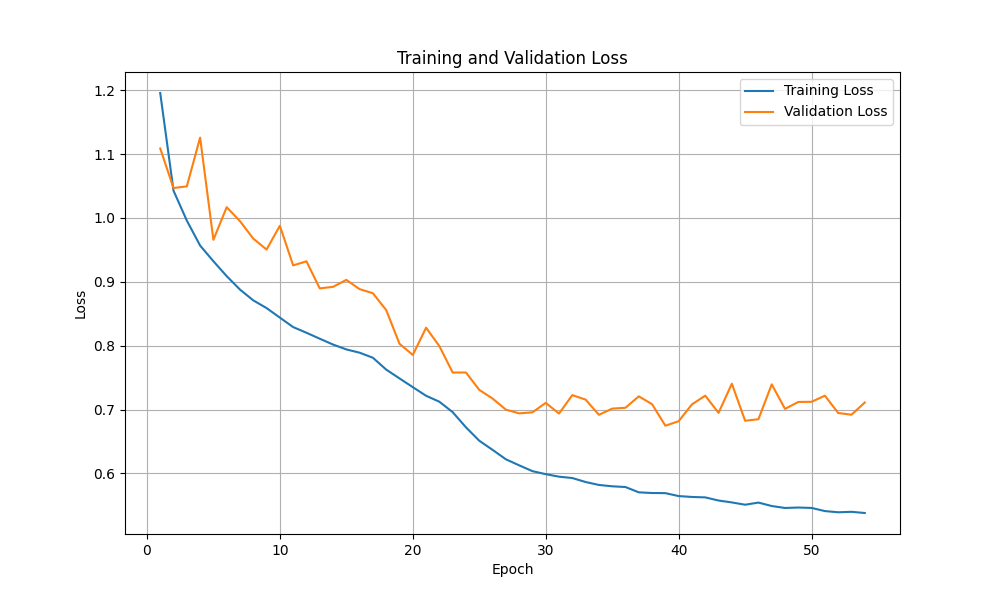 Training and Validation Loss
Training Loss
Validation Loss
1.2
1.1
1.0
0.9
0.8
0.7
0.6
Loss
0 10 20 30 40 50
Epoch